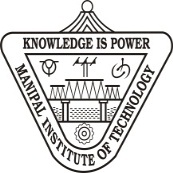 KNOWLEDGE IS POWER
MANIPAL INSTITUTE OF TECHNOLOGY